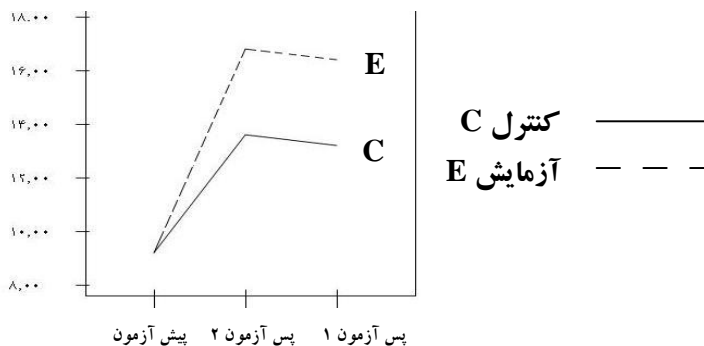 ۱۸.۰۰
۱۶,۰۰
۱۴,۰۰
۱۲,۰۰
۱۰,۰۰
۸,۰۰
E
C
پیش آزمون
پس آزمون ۲
پس آزمون ۱
کنترل C
آزمایش E